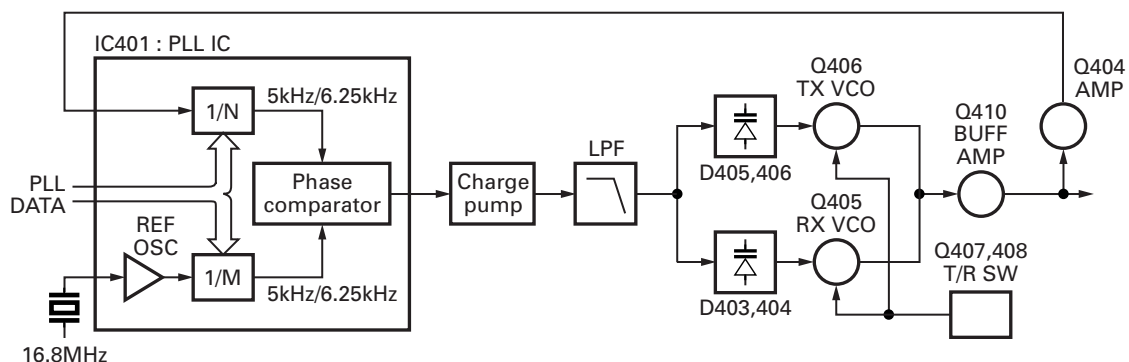 IC401 : PLL IC
1/N
5kHz/6.25kHz
PLL
DATA
REF
OSC
1/M
5kHz/6.25kHz
16.8MHz
Phase
comparator
Charge
pump
LPF
D405,406
D403,404
Q406
TX VCO
Q405
RX VCO
Q410
BUFF
AMP
Q404
AMP
Q407,408
T/R SW